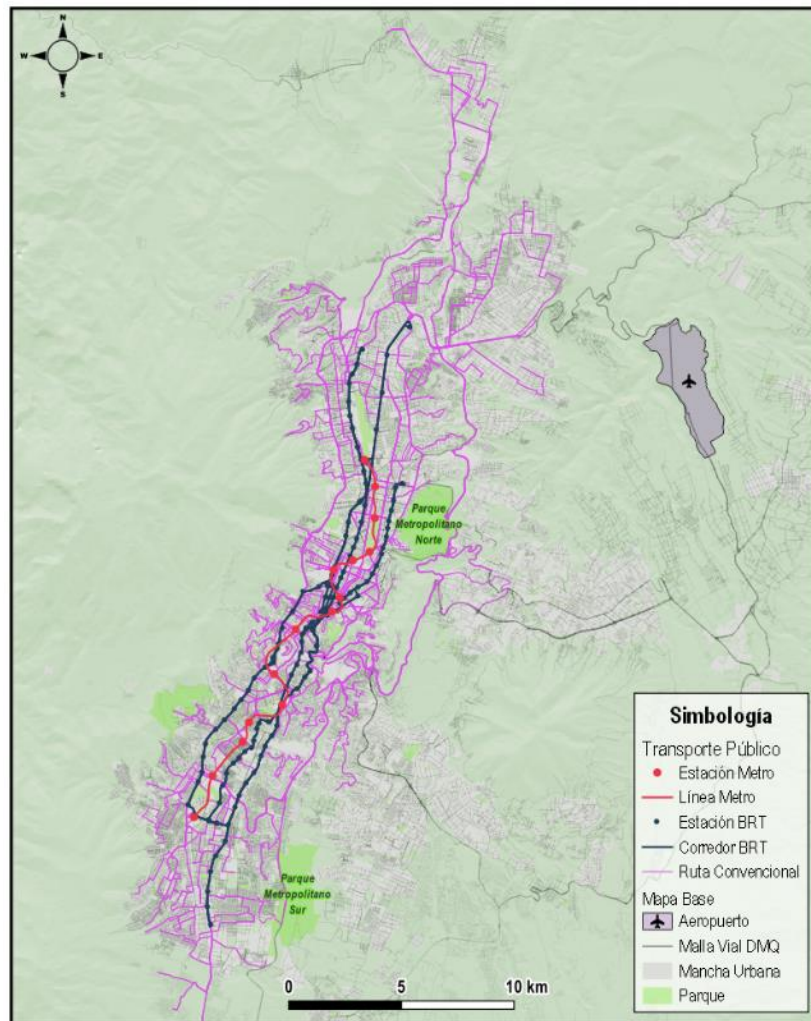 N
W
E
S
Parque
Metropolitano
Norte
Parque
Metropolitano
Sur
Simbología
Transporte Público
Estación Metro
Línea Metro
Estación BRT
Corredor BRT
Ruta Convencional
Mapa Base
Aeropuerto
Malla Vial DMQ
Mancha Urbana
Parque
0 5 10 km